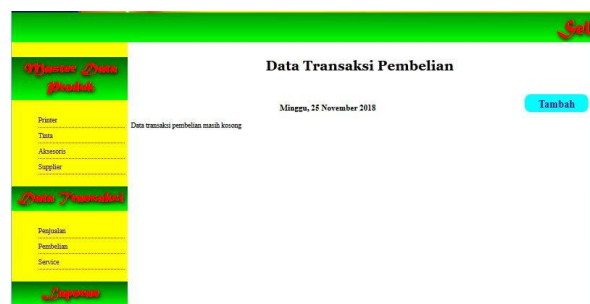 Sel
Master Data
Produk
Printer
Tinta
Aksesoris
Supplier
Data Transaksi
Penjualan
Pembelian
Service
Laporan
Data Transaksi Pembelian
Minggu, 25 November 2018
Tambah
Data transaksi pembelian masih kosong